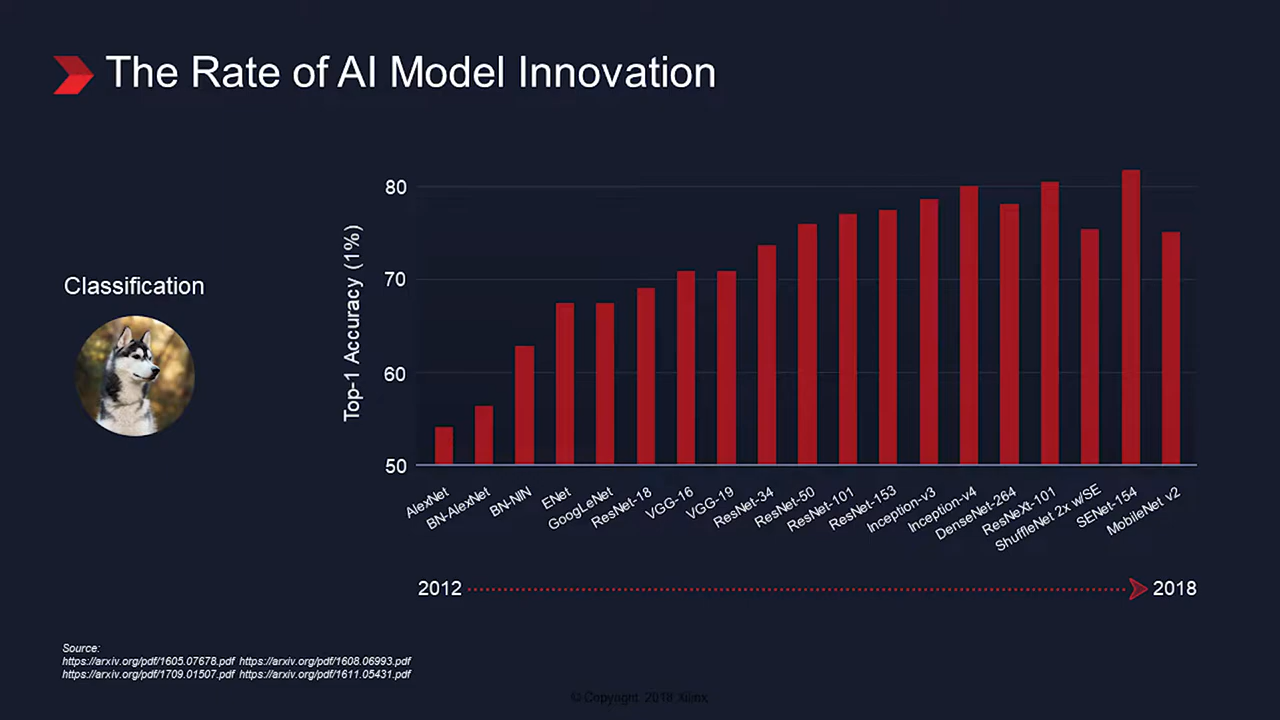 The Rate of AI Model Innovation
Classification
Top-1 Accuracy (1%)
80
70
60
50
AlexNet
BN-AlexNet
BN-NIN
ENet
GoogLeNet
ResNet-18
VGG-16
VGG-19
ResNet-34
ResNet-50
ResNet-101
ResNet-153
Inception-v3
Inception-v4
DenseNet-264
ResNeXt-101
ShuffleNet 2x w/SE
SENet-154
MobileNet v2
2012
2018
Source:
https://arxiv.org/pdf/1605.07678.pdf https://arxiv.org/pdf/1608.06993.pdf
https://arxiv.org/pdf/1709.01507.pdf https://arxiv.org/pdf/1611.05431.pdf
© Copyright 2018 Xilinx